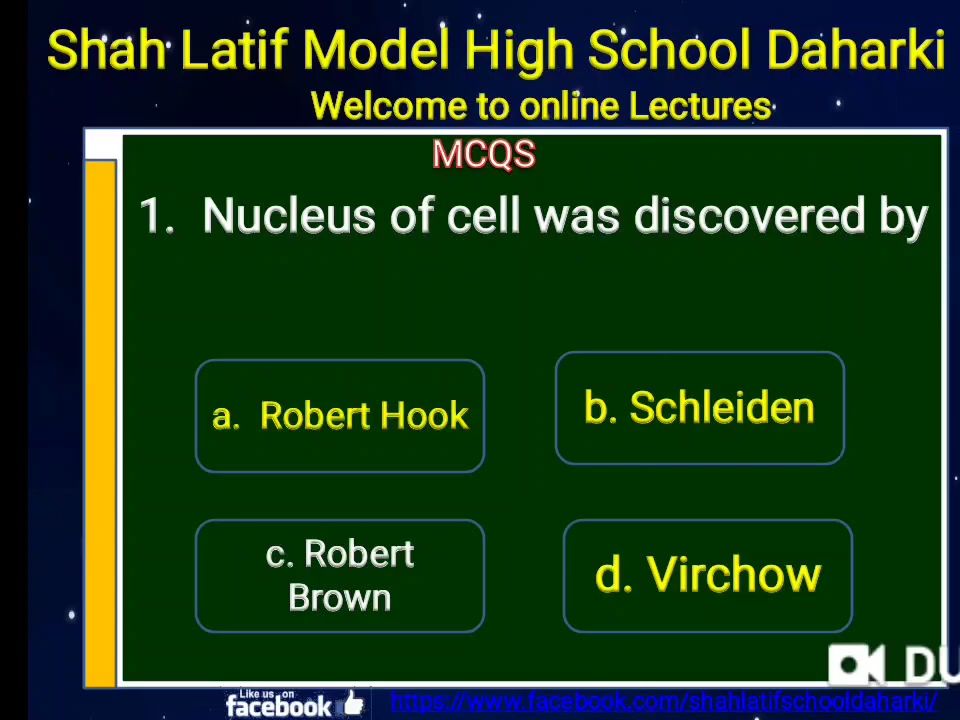 Shah Latif Model High School Daharki
Welcome to online Lectures
MCQS
1. Nucleus of cell was discovered by
a. Robert Hook
b. Schleiden
c. Robert
Brown
d. Virchow
DU
Like us on
facebook
https://www.facebook.com/shahlatifschooldaharki/